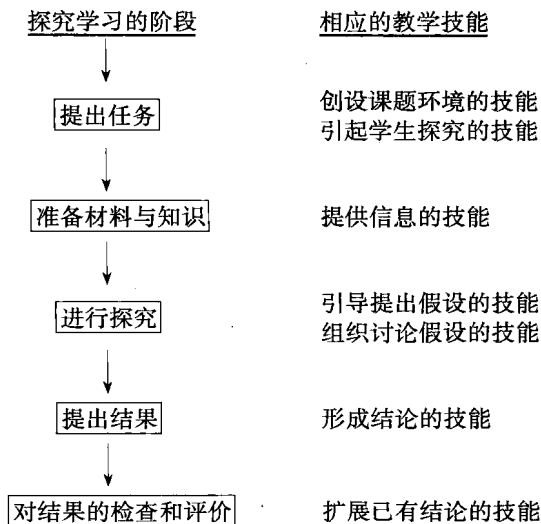 探究学习的阶段 相应的教学技能
提出任务 创设课题环境的技能
引起学生探究的技能
准备材料与知识 提供信息的技能
进行探究 引导提出假设的技能
组织讨论假设的技能
提出结果 形成结论的技能
对结果的检查和评价 扩展已有结论的技能